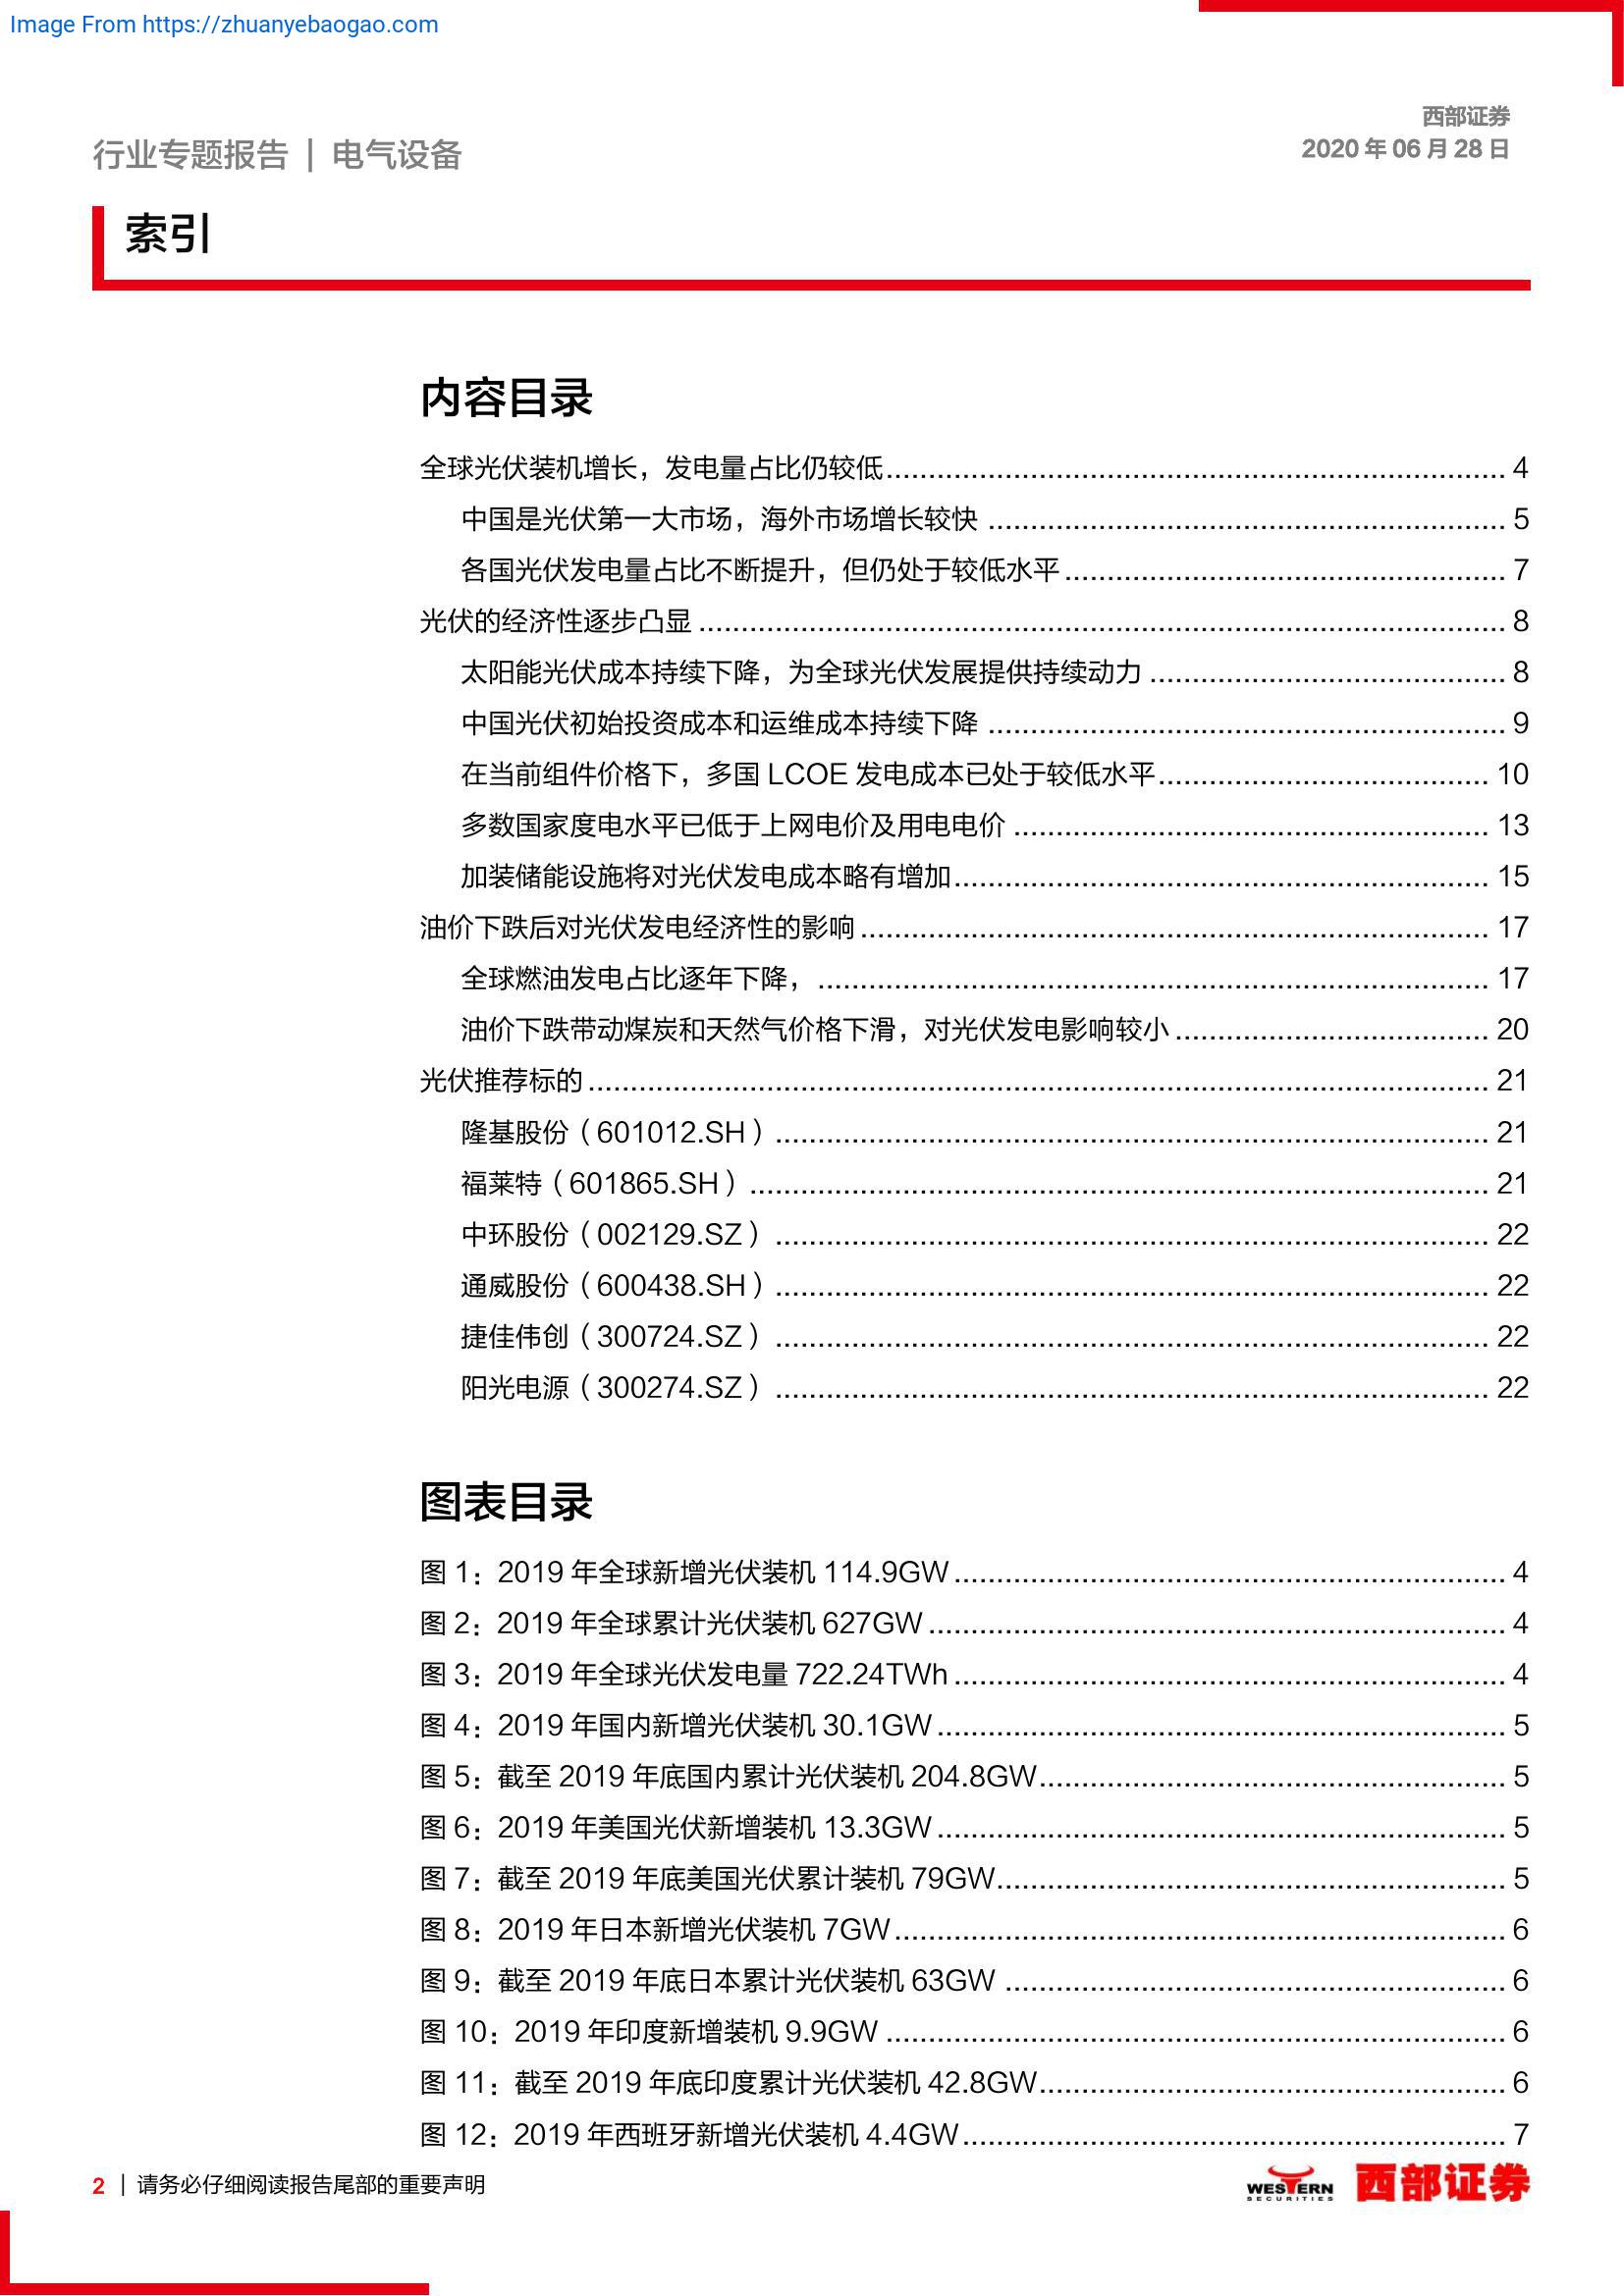 Image From https://zhuanyebaogao.com
西部证券
2020 年 06 月 28 日
行业专题报告 | 电气设备
索引
内容目录
全球光伏装机增长，发电量占比仍较低 4
中国是光伏第一大市场，海外市场增长较快 5
各国光伏发电量占比不断提升，但仍处于较低水平 7
光伏的经济性逐步凸显 8
太阳能光伏成本持续下降，为全球光伏发展提供持续动力 8
中国光伏初始投资成本和运维成本持续下降 9
在当前组件价格下，多国 LCOE 发电成本已处于较低水平 10
多数国家度电水平已低于上网电价及用电电价 13
加装储能设施将对光伏发电成本略有增加 15
油价下跌后对光伏发电经济性的影响 17
全球燃油发电占比逐年下降， 17
油价下跌带动煤炭和天然气价格下滑，对光伏发电影响较小 20
光伏推荐标的 21
隆基股份（601012.SH） 21
福莱特（601865.SH） 21
中环股份（002129.SZ） 22
通威股份（600438.SH） 22
捷佳伟创（300724.SZ） 22
阳光电源（300274.SZ） 22
图表目录
图 1：2019 年全球新增光伏装机 114.9GW 4
图 2：2019 年全球累计光伏装机 627GW 4
图 3：2019 年全球光伏发电量 722.24TWh 4
图 4：2019 年国内新增光伏装机 30.1GW 5
图 5：截至 2019 年底国内累计光伏装机 204.8GW 5
图 6：2019 年美国光伏新增装机 13.3GW 5
图 7：截至 2019 年底美国光伏累计装机 79GW 5
图 8：2019 年日本新增光伏装机 7GW 6
图 9：截至 2019 年底日本累计光伏装机 63GW 6
图 10：2019 年印度新增装机 9.9GW 6
图 11：截至 2019 年底印度累计光伏装机 42.8GW 6
图 12：2019 年西班牙新增光伏装机 4.4GW 7
2 | 请务必仔细阅读报告尾部的重要声明
WESTERN
SECURITIES
西部证券